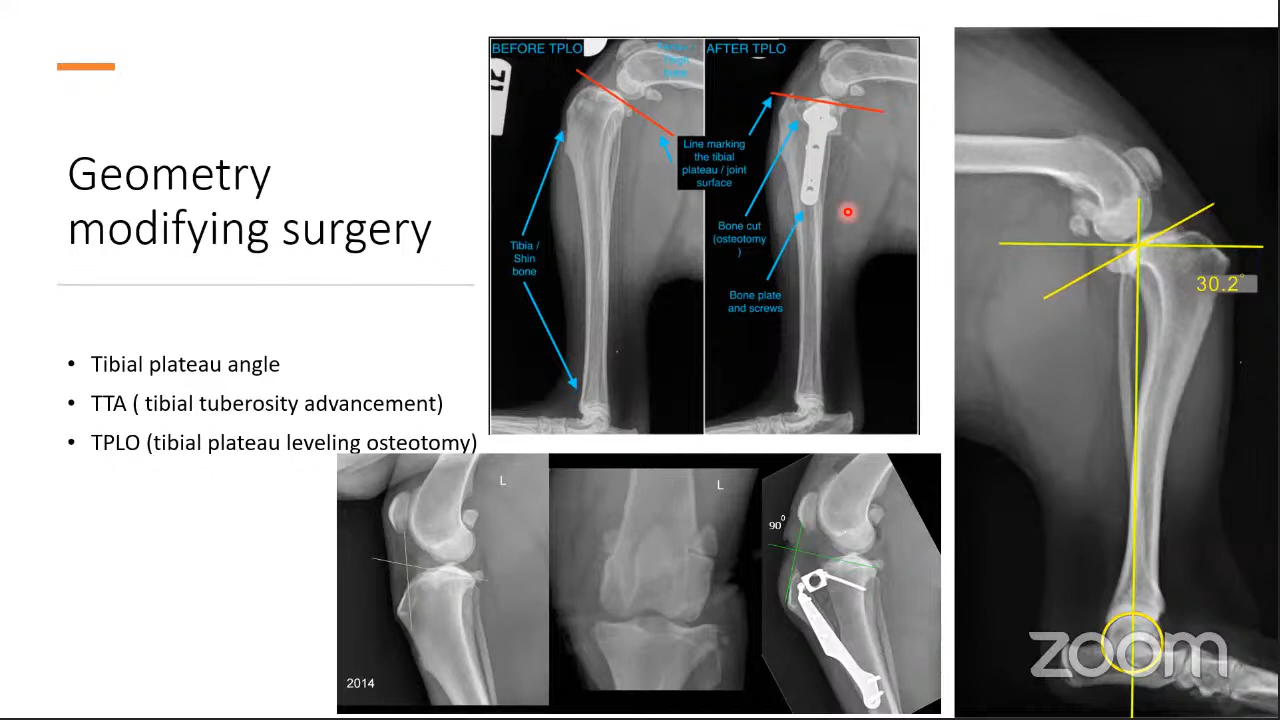 Geometry
modifying surgery
• Tibial plateau angle
• TTA ( tibial tuberosity advancement)
• TPLO (tibial plateau leveling osteotomy)
BEFORE TPLO
bone
Tibia /
Shin
bone
AFTER TPLO
Line marking
the tibial
plateau / joint
surface
Bone cut
(osteotomy
)
Bone plate
and screws
L
2014
L
90°
30.2°
zoom